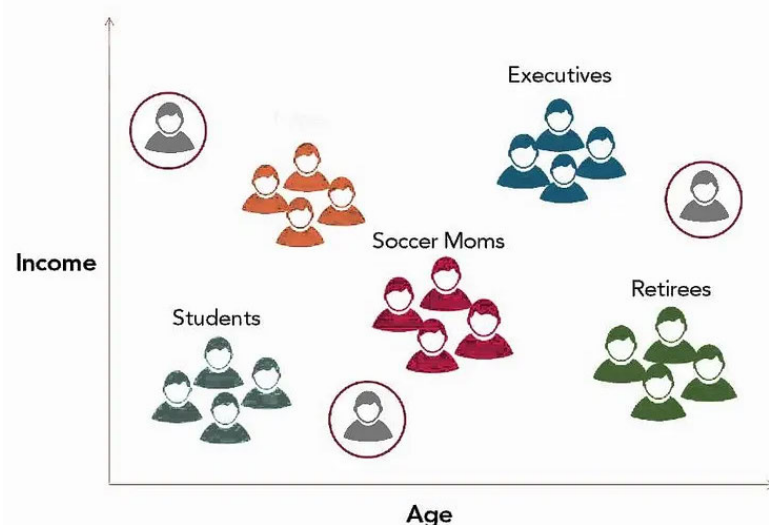 Executives
Soccer Moms
Income
Retirees
Students
Age